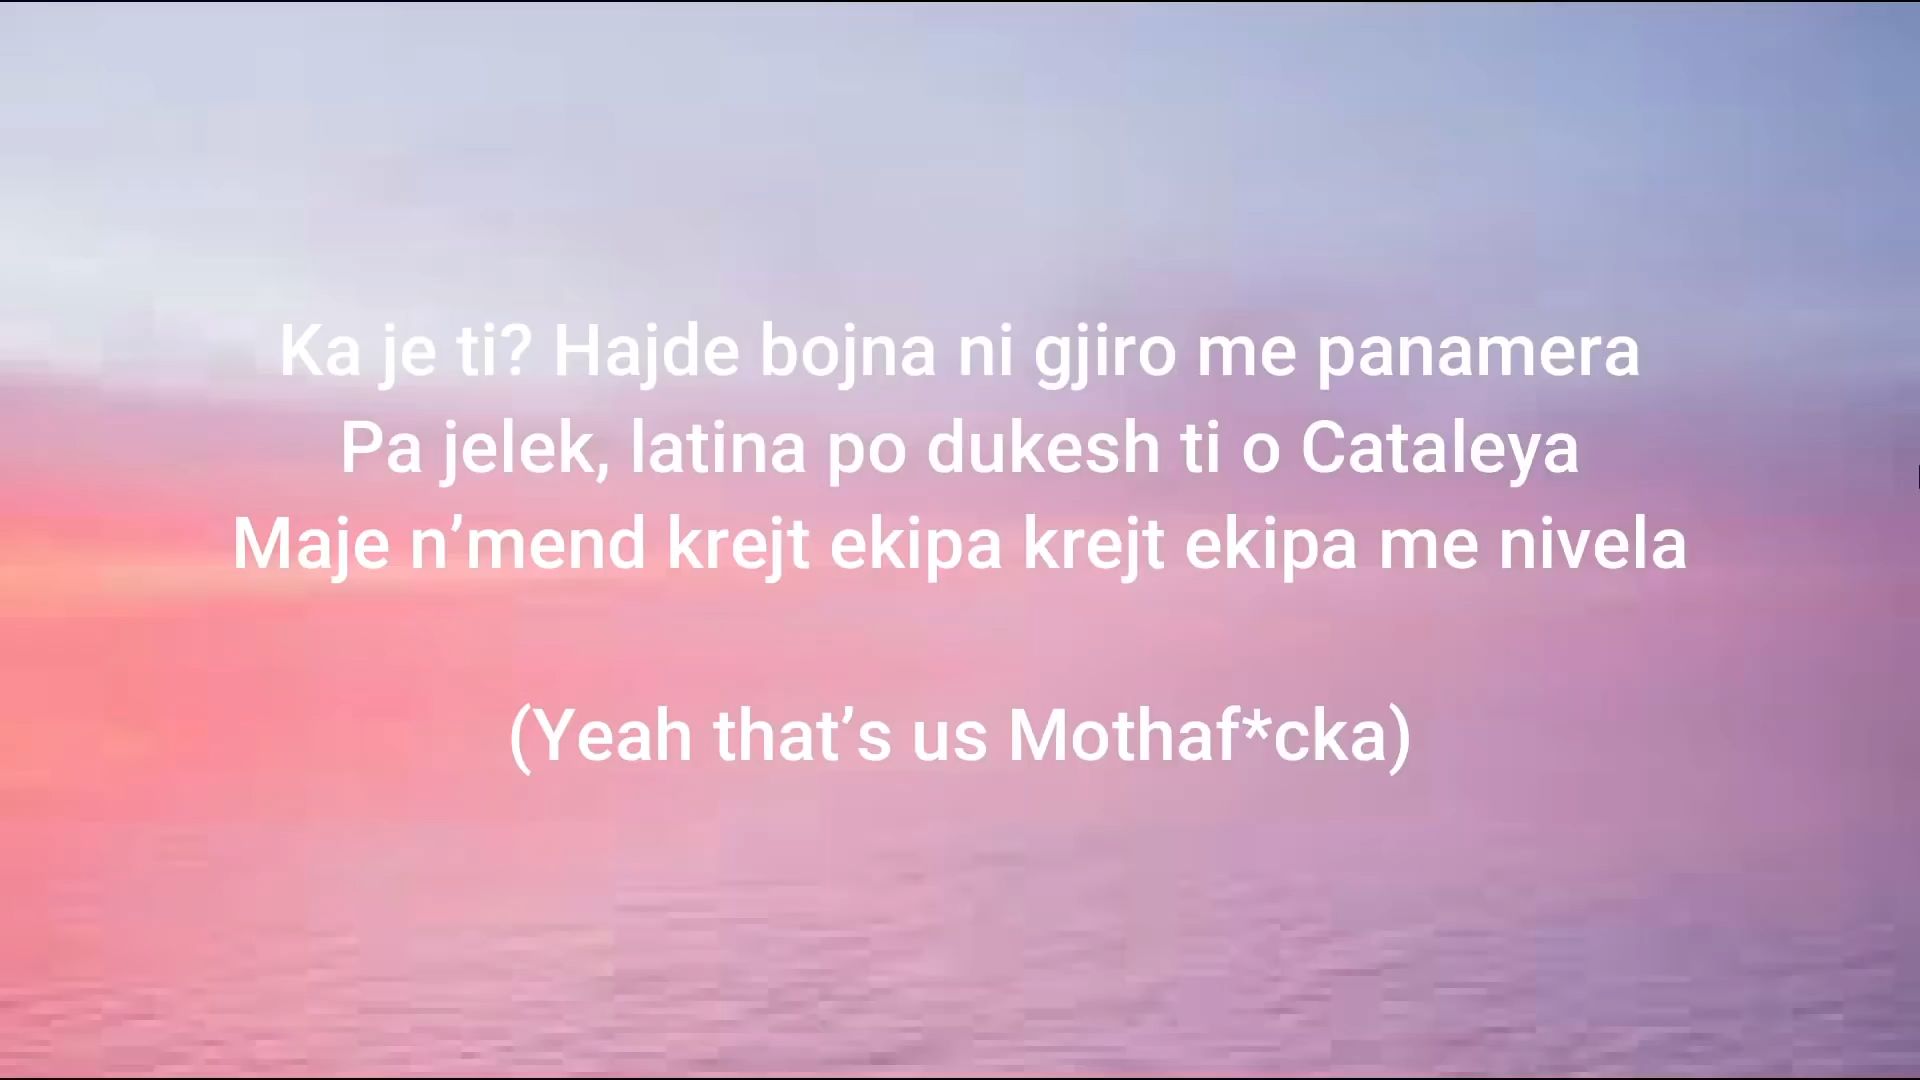 Ka je ti? Hajde bojna ni gjiro me panamera
Pa jelek, latina po dukesh ti o Cataleya
Maje n’mend krejt ekipa krejt ekipa me nivela
(Yeah that’s us Mothaf*cka)